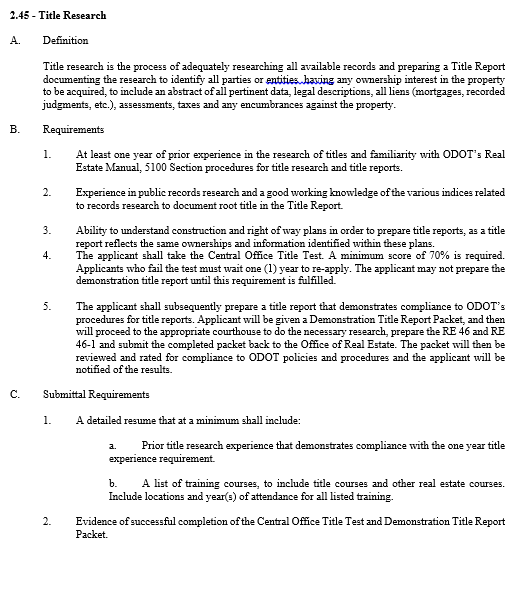 2.45 - Title Research
A. Definition
Title research is the process of adequately researching all available records and preparing a Title Report
documenting the research to identify all parties or entities having any ownership interest in the property
to be acquired, to include an abstract of all pertinent data, legal descriptions, all liens (mortgages, recorded
judgments, etc.), assessments, taxes and any encumbrances against the property.
B. Requirements
1. At least one year of prior experience in the research of titles and familiarity with ODOT's Real
Estate Manual, 5100 Section procedures for title research and title reports.
2. Experience in public records research and a good working knowledge of the various indices related
to records research to document root title in the Title Report.
3. Ability to understand construction and right of way plans in order to prepare title reports, as a title
report reflects the same ownerships and information identified within these plans.
4. The applicant shall take the Central Office Title Test. A minimum score of 70% is required.
Applicants who fail the test must wait one (1) year to re-apply. The applicant may not prepare the
demonstration title report until this requirement is fulfilled.
5. The applicant shall subsequently prepare a title report that demonstrates compliance to ODOT's
procedures for title reports. Applicant will be given a Demonstration Title Report Packet, and then
will proceed to the appropriate courthouse to do the necessary research, prepare the RE 46 and RE
46-1 and submit the completed packet back to the Office of Real Estate. The packet will then be
reviewed and rated for compliance to ODOT policies and procedures and the applicant will be
notified of the results.
C. Submittal Requirements
1. A detailed resume that at a minimum shall include:
a. Prior title research experience that demonstrates compliance with the one year title
experience requirement.
b. A list of training courses, to include title courses and other real estate courses.
Include locations and year(s) of attendance for all listed training.
2. Evidence of successful completion of the Central Office Title Test and Demonstration Title Report
Packet.